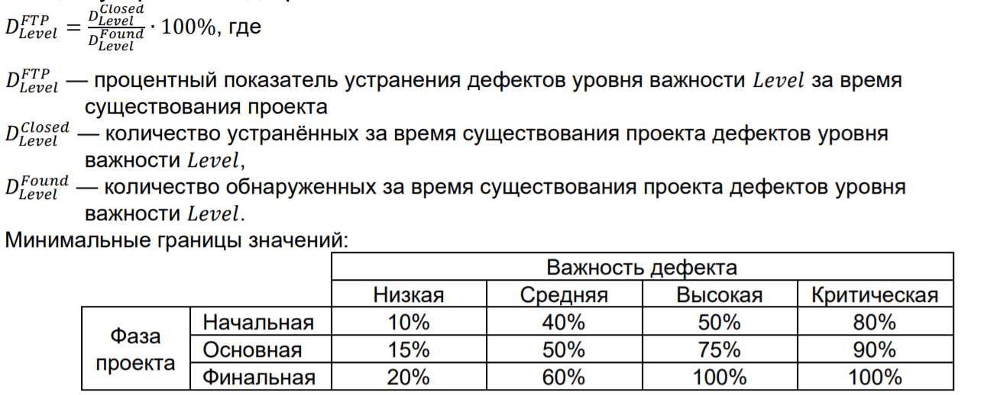 D_{Level}^{FTP} = \frac{D_{Level}^{Closed}}{D_{Level}^{Found}} · 100%, где
D_{Level}^{FTP} — процентный показатель устранения дефектов уровня важности Level за время
существования проекта
D_{Level}^{Closed} — количество устранённых за время существования проекта дефектов уровня
важности Level,
D_{Level}^{Found} — количество обнаруженных за время существования проекта дефектов уровня
важности Level.
Минимальные границы значений:
Важность дефекта
Низкая Средняя Высокая Критическая
Фаза проекта
Начальная 10% 40% 50% 80%
Основная 15% 50% 75% 90%
Финальная 20% 60% 100% 100%